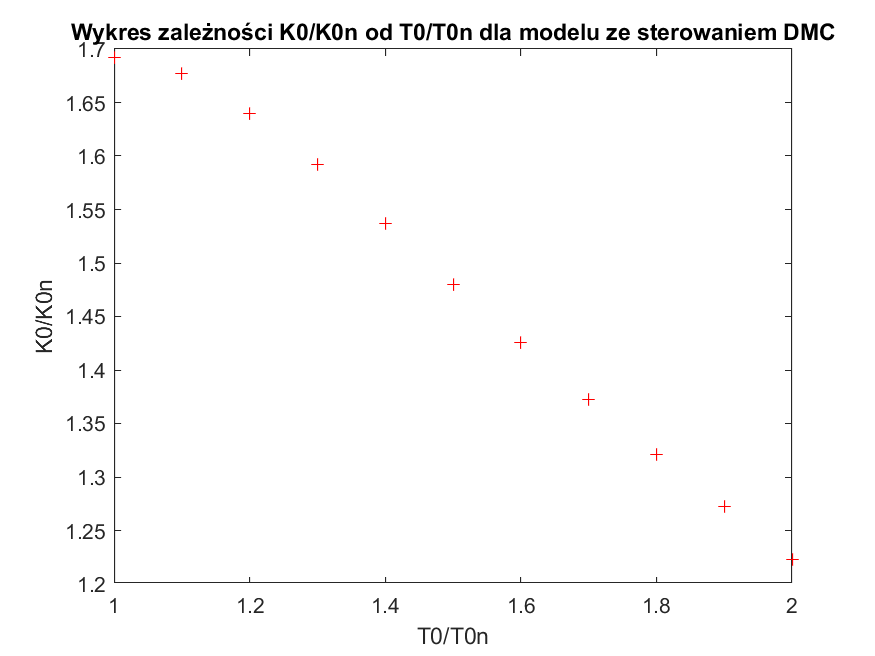 Wykres zależności K0/K0n od T0/T0n dla modelu ze sterowaniem DMC
1.7
1.65
1.6
1.55
1.5
1.45
1.4
1.35
1.3
1.25
1.2
K0/K0n
1 1.2 1.4 1.6 1.8 2
T0/T0n